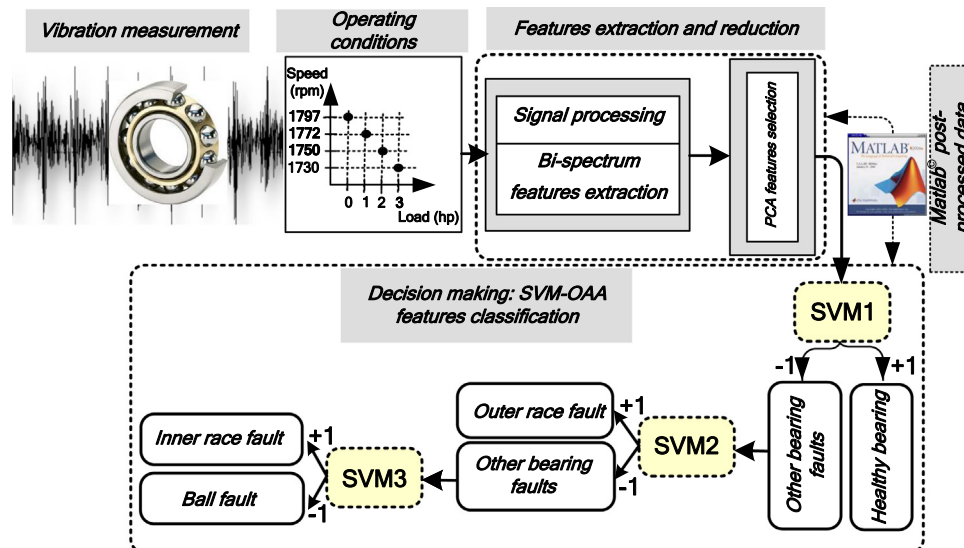 Vibration measurement
Operating
conditions
Features extraction and reduction
Speed
(rpm)
1797
1772
1750
1730
0 1 2 3
Load (hp)
Signal processing
Bi-spectrum
features extraction
PCA features selection
MATLAB
Matlab© post-
processed data
Decision making: SVM-OAA
features classification
SVM1
-1
+1
Other bearing
faults
Healthy bearing
SVM2
+1
-1
Outer race fault
Other bearing
faults
SVM3
+1
-1
Inner race fault
Ball fault